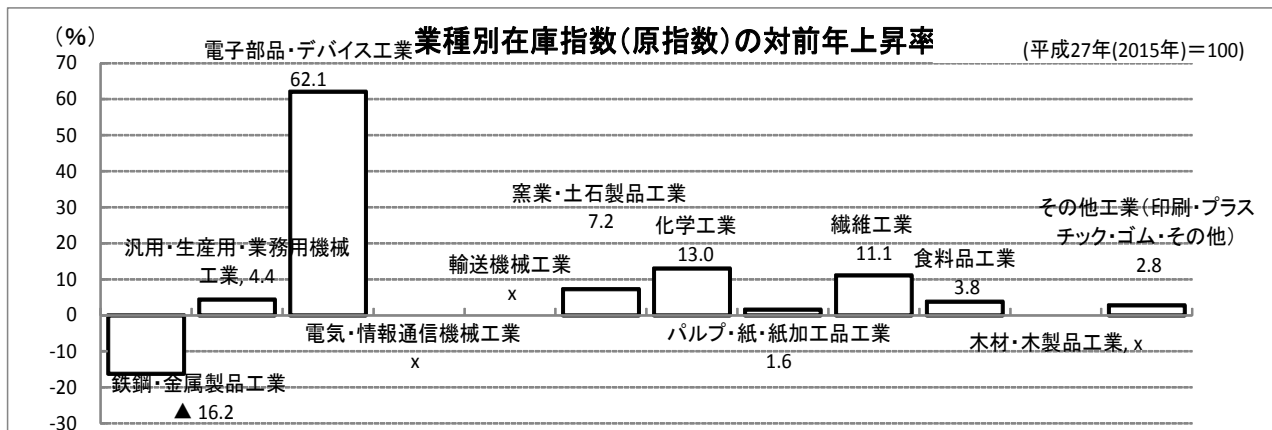 (%)
業種別在庫指数(原指数)の対前年上昇率
(平成27年(2015年)=100)
70
60
50
40
30
20
10
0
-10
-20
-30
鉄鋼・金属製品工業
▲ 16.2
汎用・生産用・業務用機械
工業, 4.4
電子部品・デバイス工業
62.1
電気・情報通信機械工業
x
輸送機械工業
x
窯業・土石製品工業
7.2
化学工業
13.0
パルプ・紙・紙加工品工業
1.6
繊維工業
11.1
食料品工業
3.8
木材・木製品工業, x
その他工業(印刷・プラス
チック・ゴム・その他)
2.8